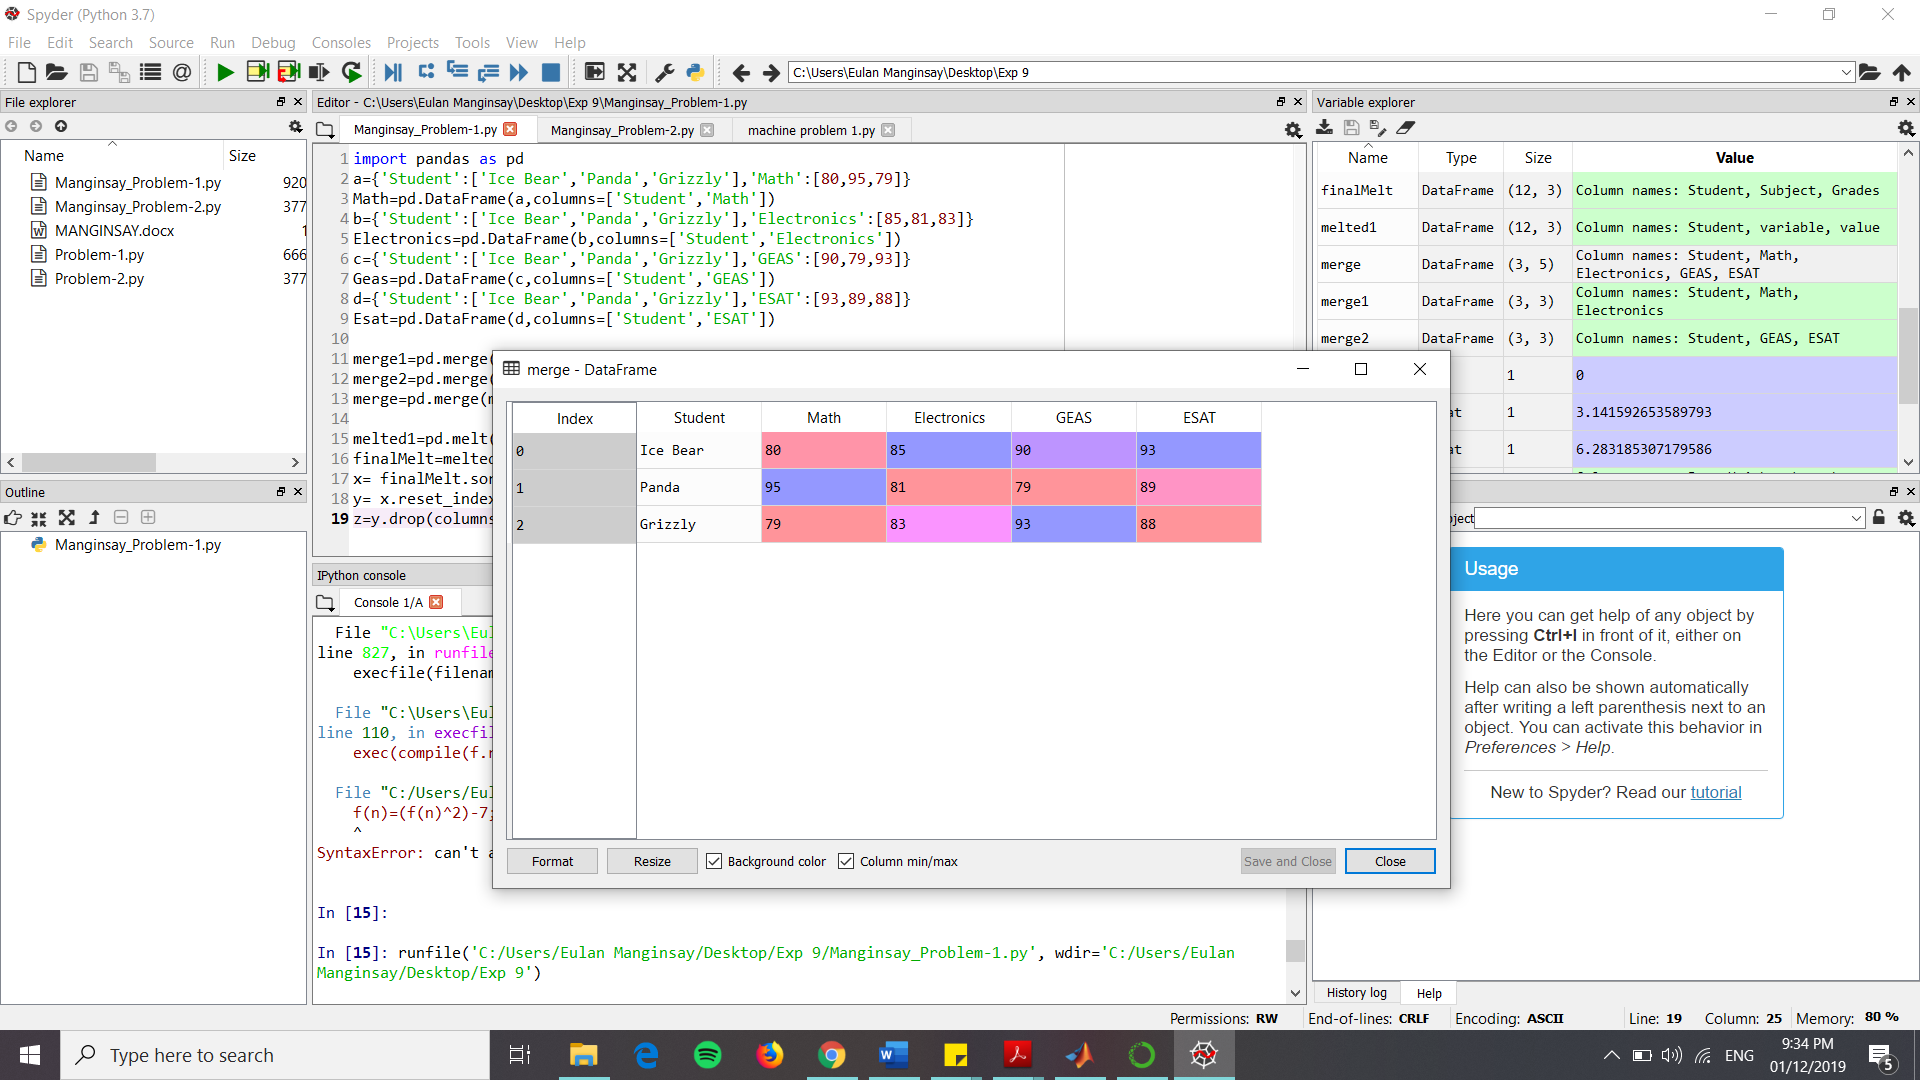 Spyder (Python 3.7)
File Edit Search Source Run Debug Consoles Projects Tools View Help
C:\Users\Eulan Manginsay\Desktop\Exp 9
File explorer
Name Size
Manginsay_Problem-1.py 920
Manginsay_Problem-2.py 377
MANGINSAY.docx 1
Problem-1.py 666
Problem-2.py 377
Outline
Manginsay_Problem-1.py
Editor - C:\Users\Eulan Manginsay\Desktop\Exp 9\Manginsay_Problem-1.py
Manginsay_Problem-1.py Manginsay_Problem-2.py machine problem 1.py
1 import pandas as pd
2 a={'Student':['Ice Bear','Panda','Grizzly'],'Math':[80,95,79]}
3 Math=pd.DataFrame(a,columns=['Student','Math'])
4 b={'Student':['Ice Bear','Panda','Grizzly'],'Electronics':[85,81,83]}
5 Electronics=pd.DataFrame(b,columns=['Student','Electronics'])
6 c={'Student':['Ice Bear','Panda','Grizzly'],'GEAS':[90,79,93]}
7 Geas=pd.DataFrame(c,columns=['Student','GEAS'])
8 d={'Student':['Ice Bear','Panda','Grizzly'],'ESAT':[93,89,88]}
9 Esat=pd.DataFrame(d,columns=['Student','ESAT'])
10
11 merge1=pd.merge(
12 merge2=pd.merge(
13 merge=pd.merge(
14
15 melted1=pd.melt(
16 finalMelt=melted
17 x= finalMelt.sor
18 y= x.reset_index
19 z=y.drop(columns
merge - DataFrame
Index Student Math Electronics GEAS ESAT
0 Ice Bear 80 85 90 93
1 Panda 95 81 79 89
2 Grizzly 79 83 93 88
Format Resize Background color Column min/max Save and Close Close
IPython console
Console 1/A
File "C:\Users\Eul
line 827, in runfile
execfile(filenam
File "C:\Users\Eul
line 110, in execfil
exec(compile(f.r
File "C:/Users/Eul
f(n)=(f(n)^2)-7;
^
SyntaxError: can't a
In [15]:
In [15]: runfile('C:/Users/Eulan Manginsay/Desktop/Exp 9/Manginsay_Problem-1.py', wdir='C:/Users/Eulan
Manginsay/Desktop/Exp 9')
Variable explorer
Name Type Size Value
finalMelt DataFrame (12, 3) Column names: Student, Subject, Grades
melted1 DataFrame (12, 3) Column names: Student, variable, value
merge DataFrame (3, 5) Column names: Student, Math,
Electronics, GEAS, ESAT
merge1 DataFrame (3, 3) Column names: Student, Math,
Electronics
merge2 DataFrame (3, 3) Column names: Student, GEAS, ESAT
1 0
at 1 3.141592653589793
at 1 6.283185307179586
ject
Usage
Here you can get help of any object by
pressing Ctrl+I in front of it, either on
the Editor or the Console.
Help can also be shown automatically
after writing a left parenthesis next to an
object. You can activate this behavior in
Preferences > Help.
New to Spyder? Read our tutorial
History log Help
Permissions: RW End-of-lines: CRLF Encoding: ASCII Line: 19 Column: 25 Memory: 80 %
Type here to search
ENG
9:34 PM
01/12/2019
5